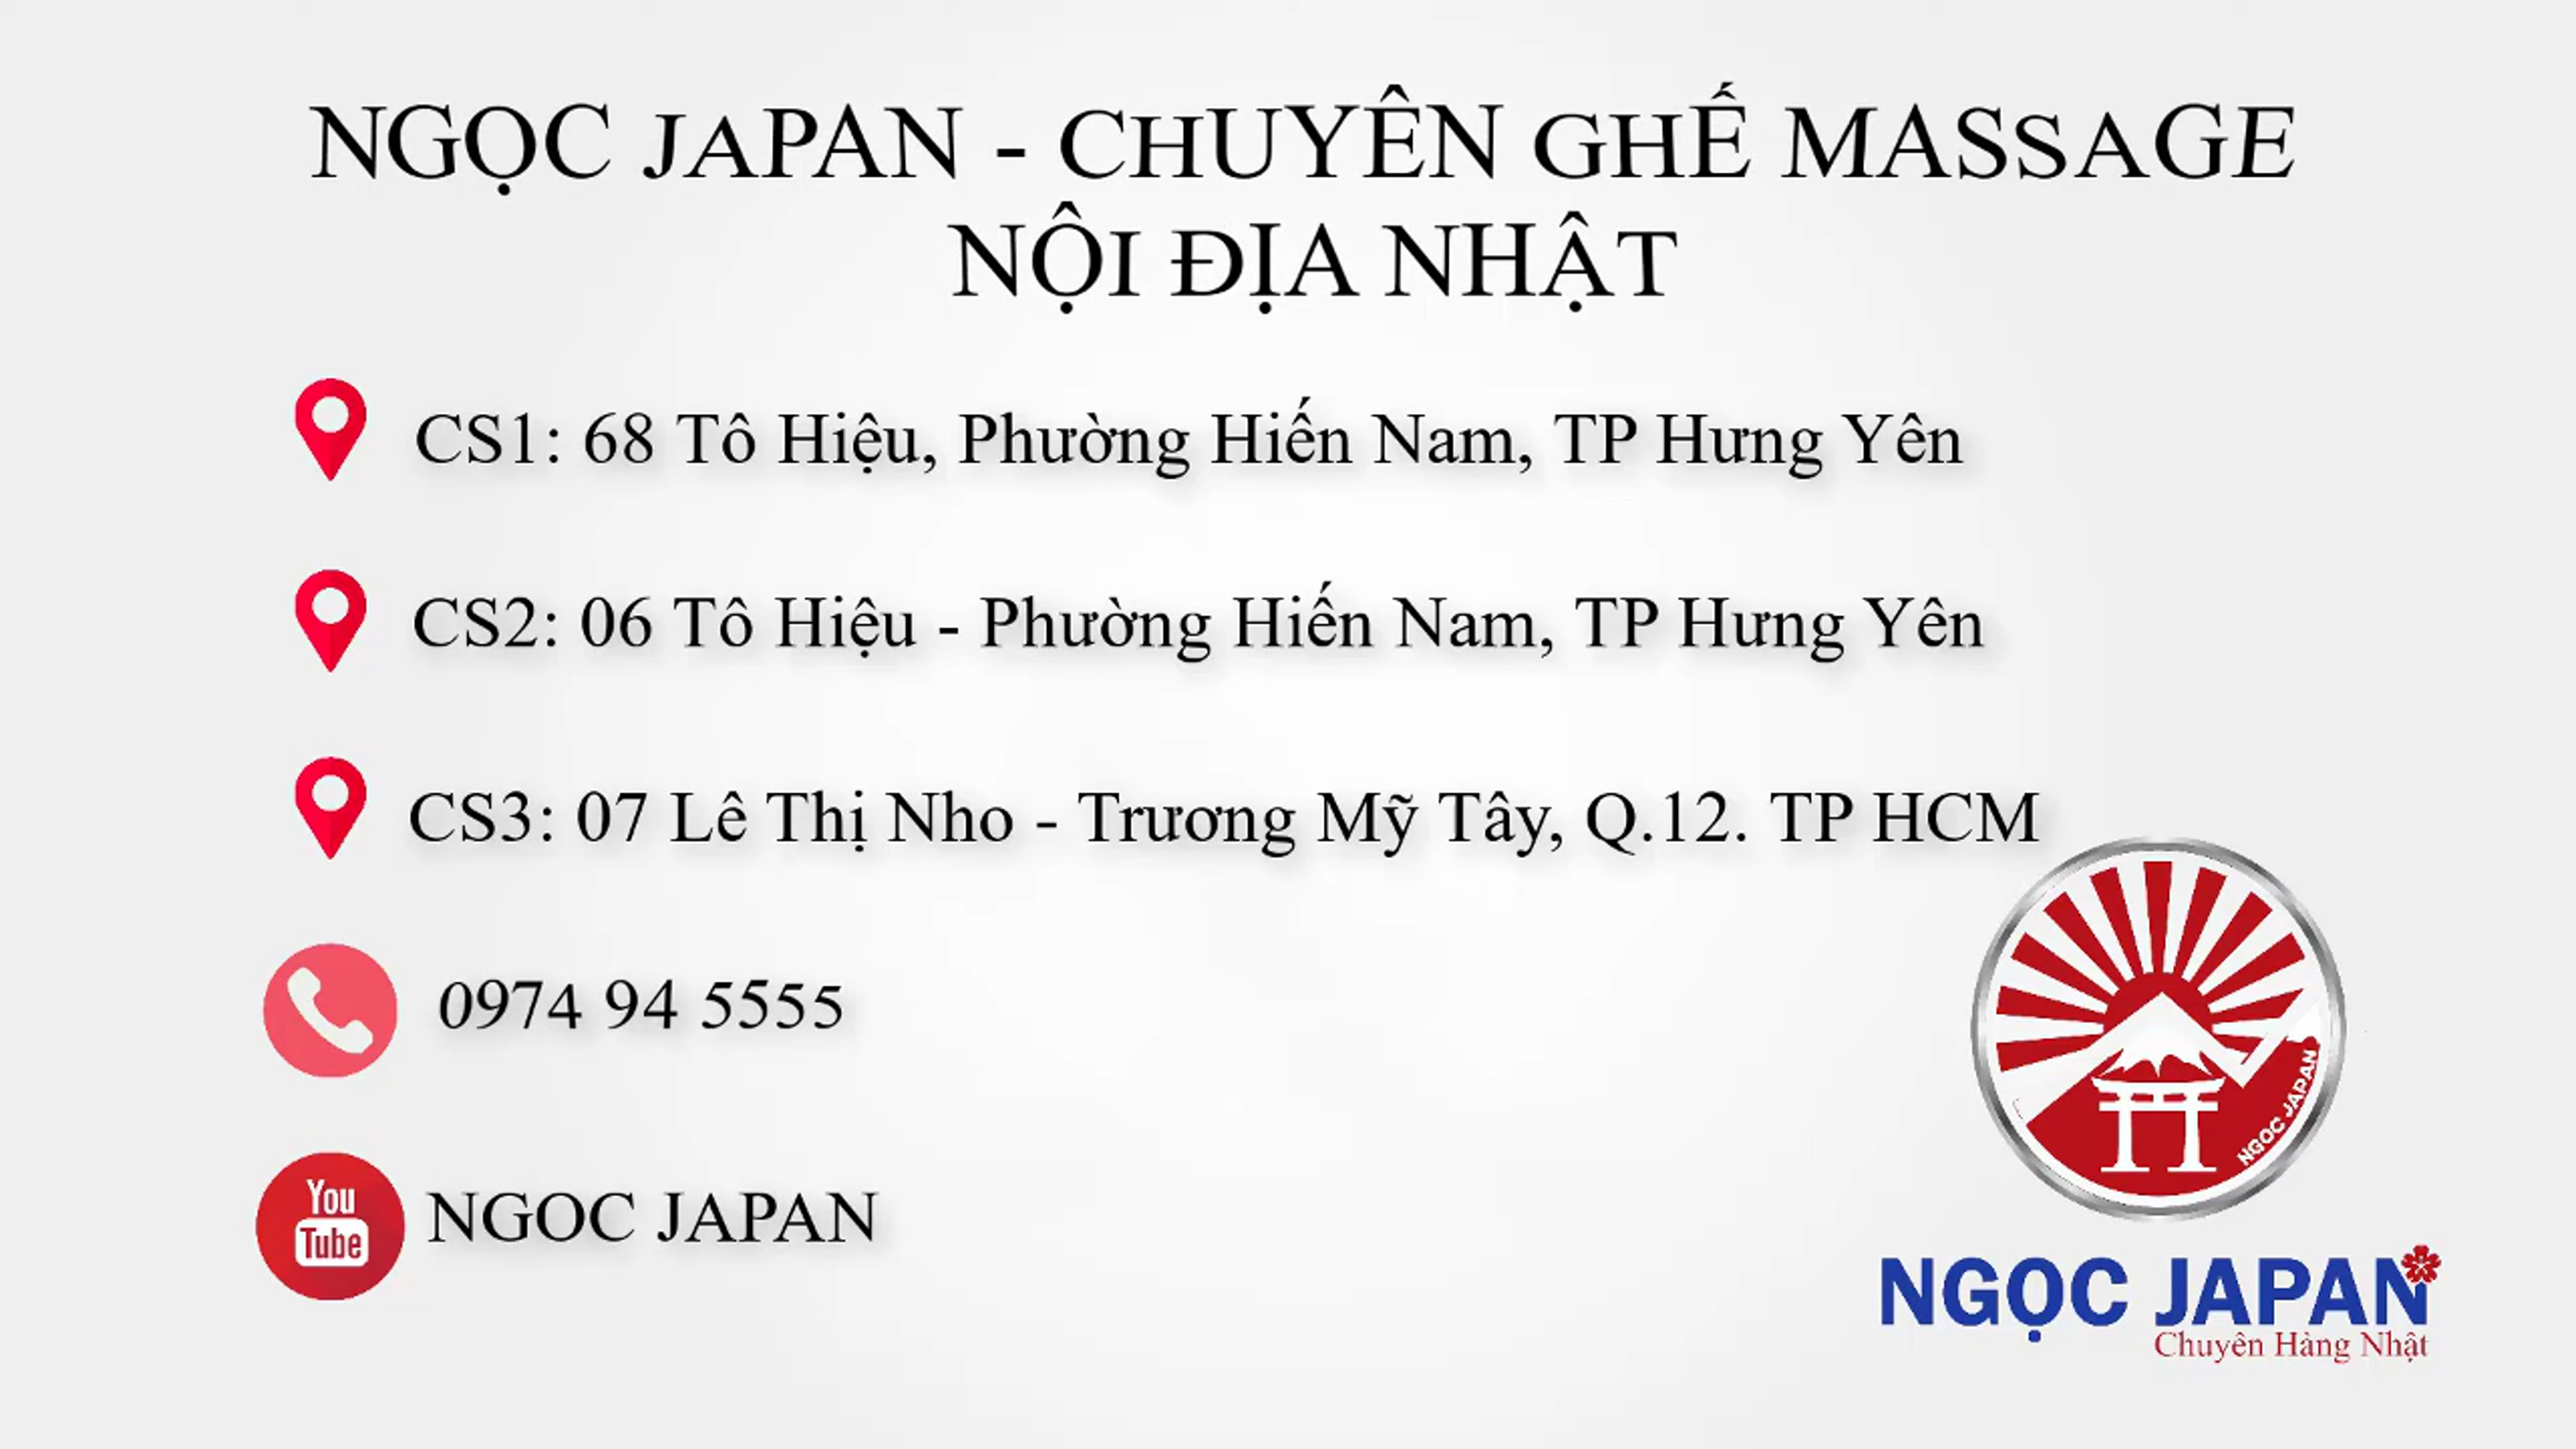 NGỌC JAPAN - CHUYÊN GHẾ MASSAGE
NỘI ĐỊA NHẬT
CS1: 68 Tô Hiệu, Phường Hiến Nam, TP Hưng Yên
CS2: 06 Tô Hiệu - Phường Hiến Nam, TP Hưng Yên
CS3: 07 Lê Thị Nho - Trương Mỹ Tây, Q.12. TP HCM
0974 94 5555
You
Tube
NGOC JAPAN
NGOC JAPAN
NGỌC JAPAN
Chuyên Hàng Nhật